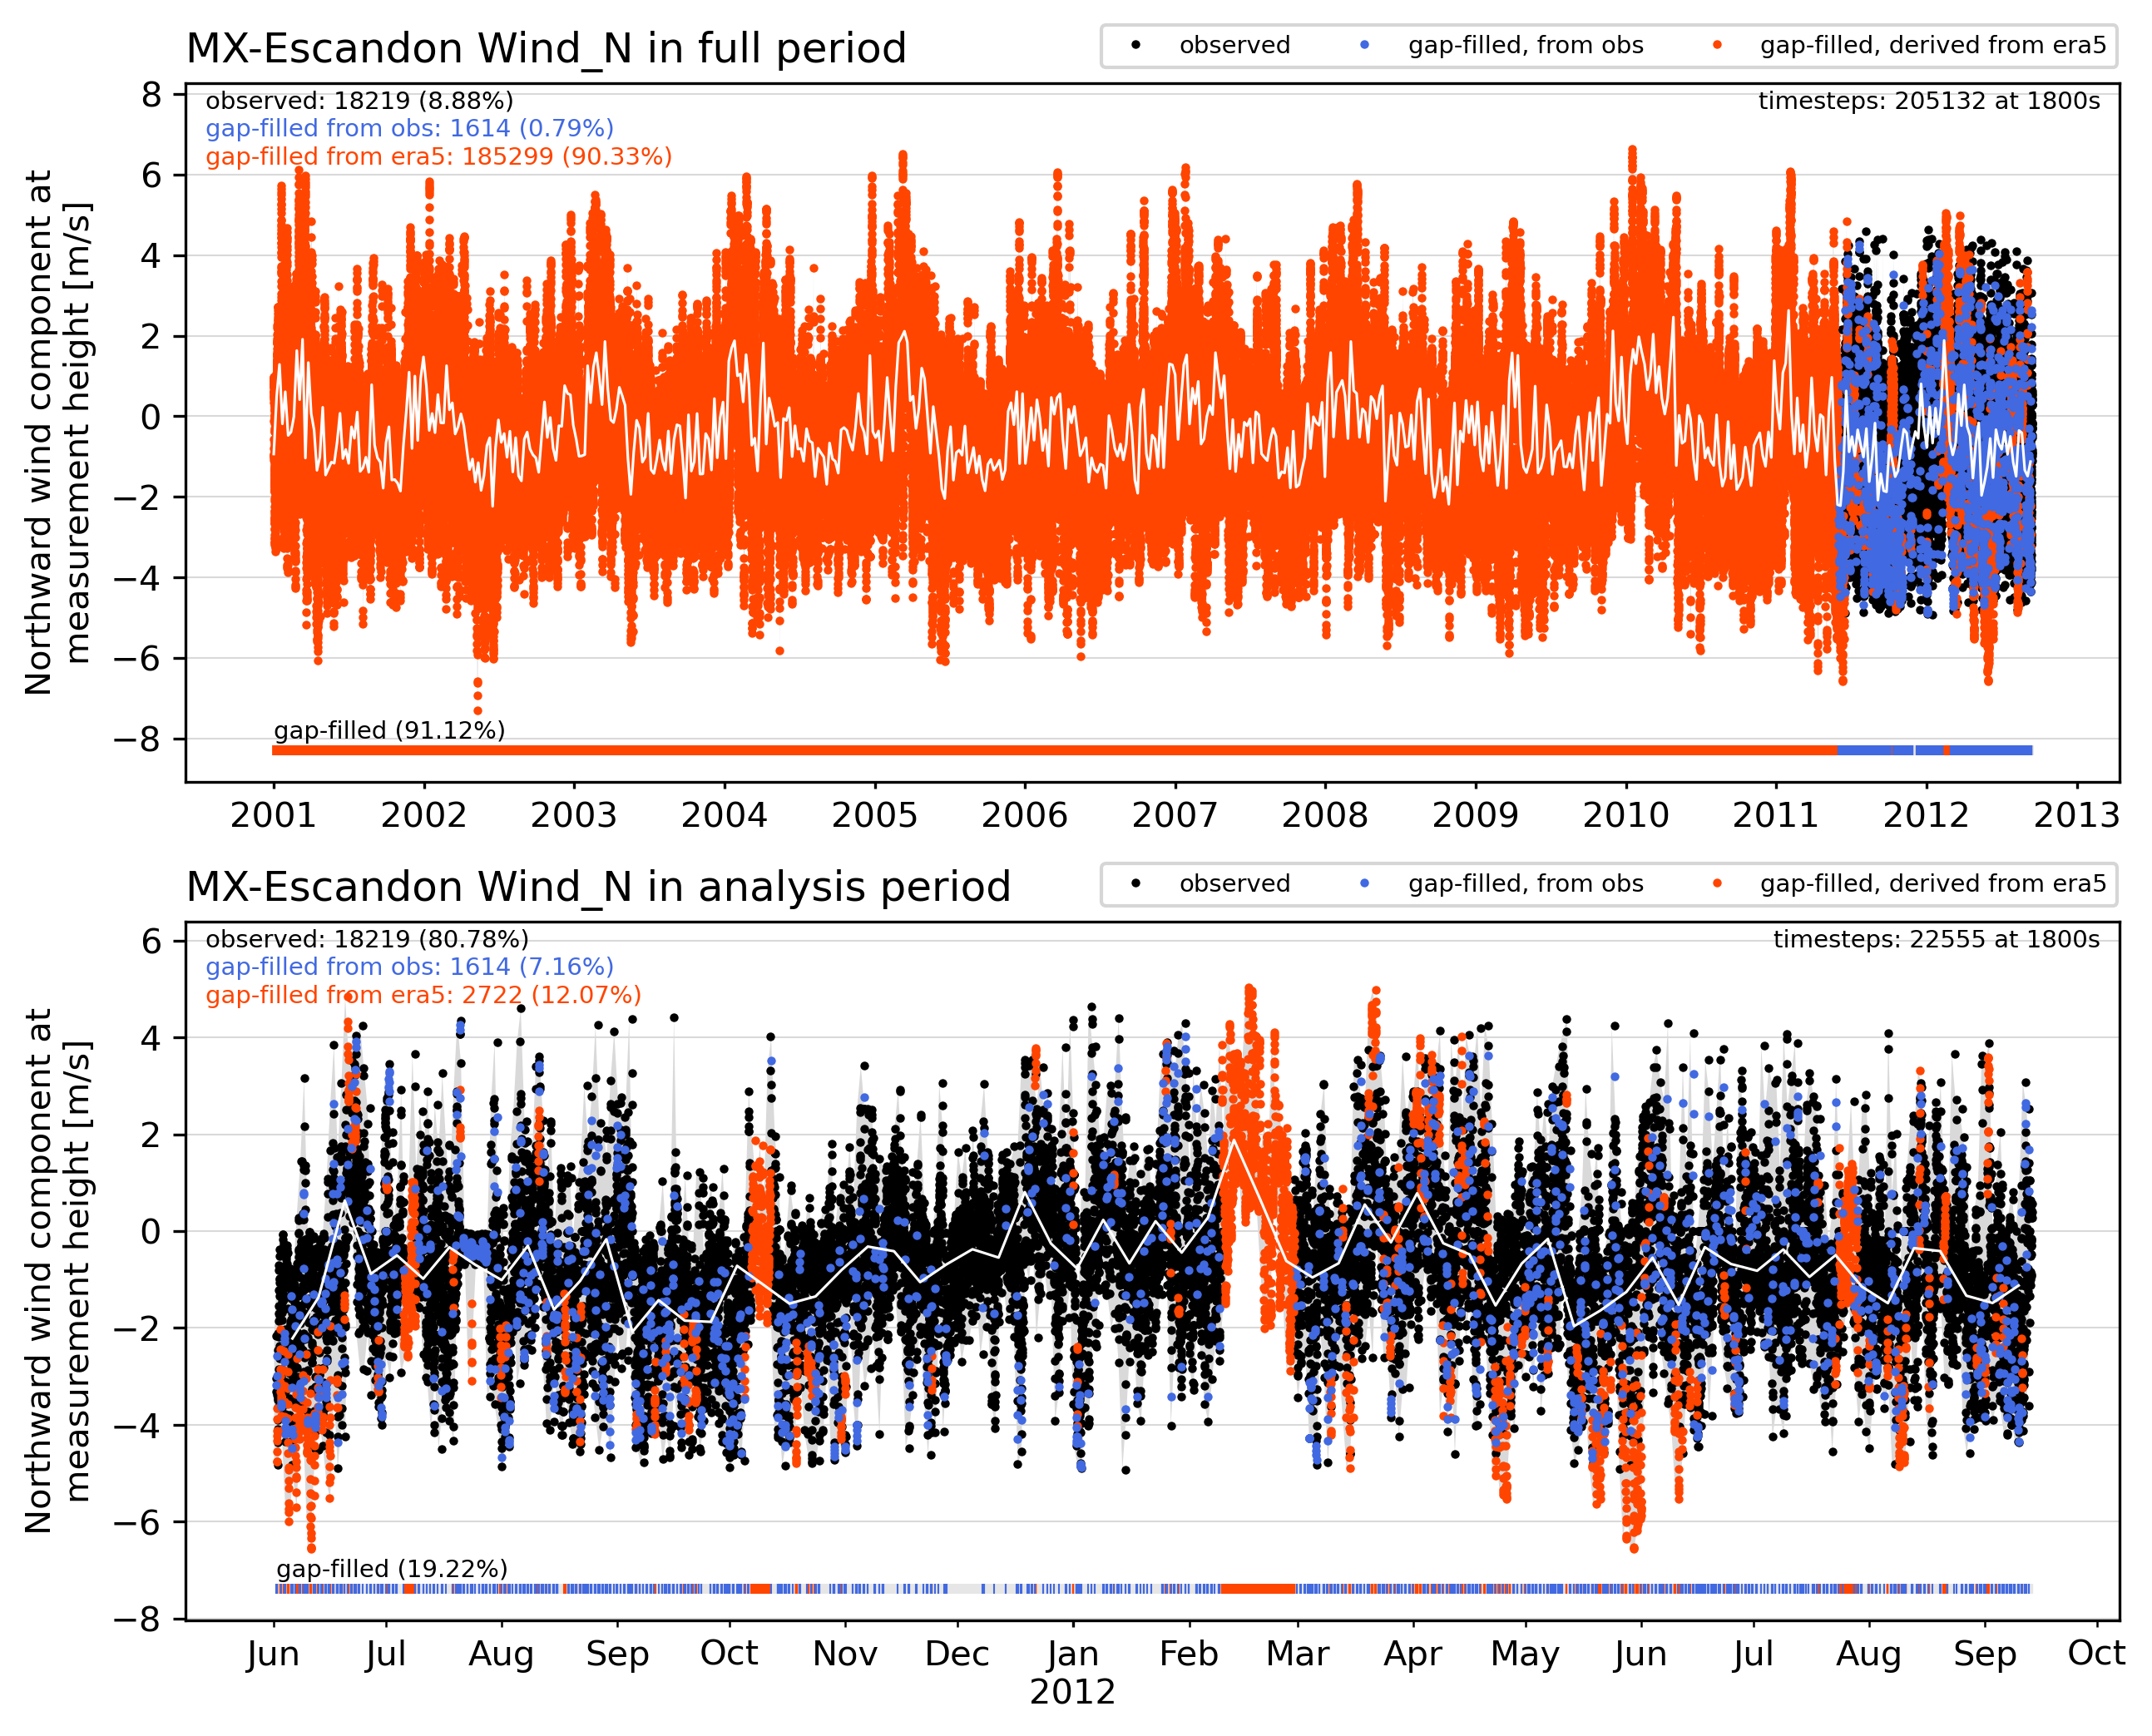 MX-Escandon Wind_N in full period
observed
gap-filled, from obs
gap-filled, derived from era5
observed: 18219 (8.88%)
gap-filled from obs: 1614 (0.79%)
gap-filled from era5: 185299 (90.33%)
timesteps: 205132 at 1800s
Northward wind component at
measurement height [m/s]
8
6
4
2
0
−2
−4
−6
−8
gap-filled (91.12%)
2001
2002
2003
2004
2005
2006
2007
2008
2009
2010
2011
2012
2013
MX-Escandon Wind_N in analysis period
observed
gap-filled, from obs
gap-filled, derived from era5
observed: 18219 (80.78%)
gap-filled from obs: 1614 (7.16%)
gap-filled from era5: 2722 (12.07%)
timesteps: 22555 at 1800s
Northward wind component at
measurement height [m/s]
6
4
2
0
−2
−4
−6
−8
gap-filled (19.22%)
Jun
Jul
Aug
Sep
Oct
Nov
Dec
Jan
2012
Feb
Mar
Apr
May
Jun
Jul
Aug
Sep
Oct